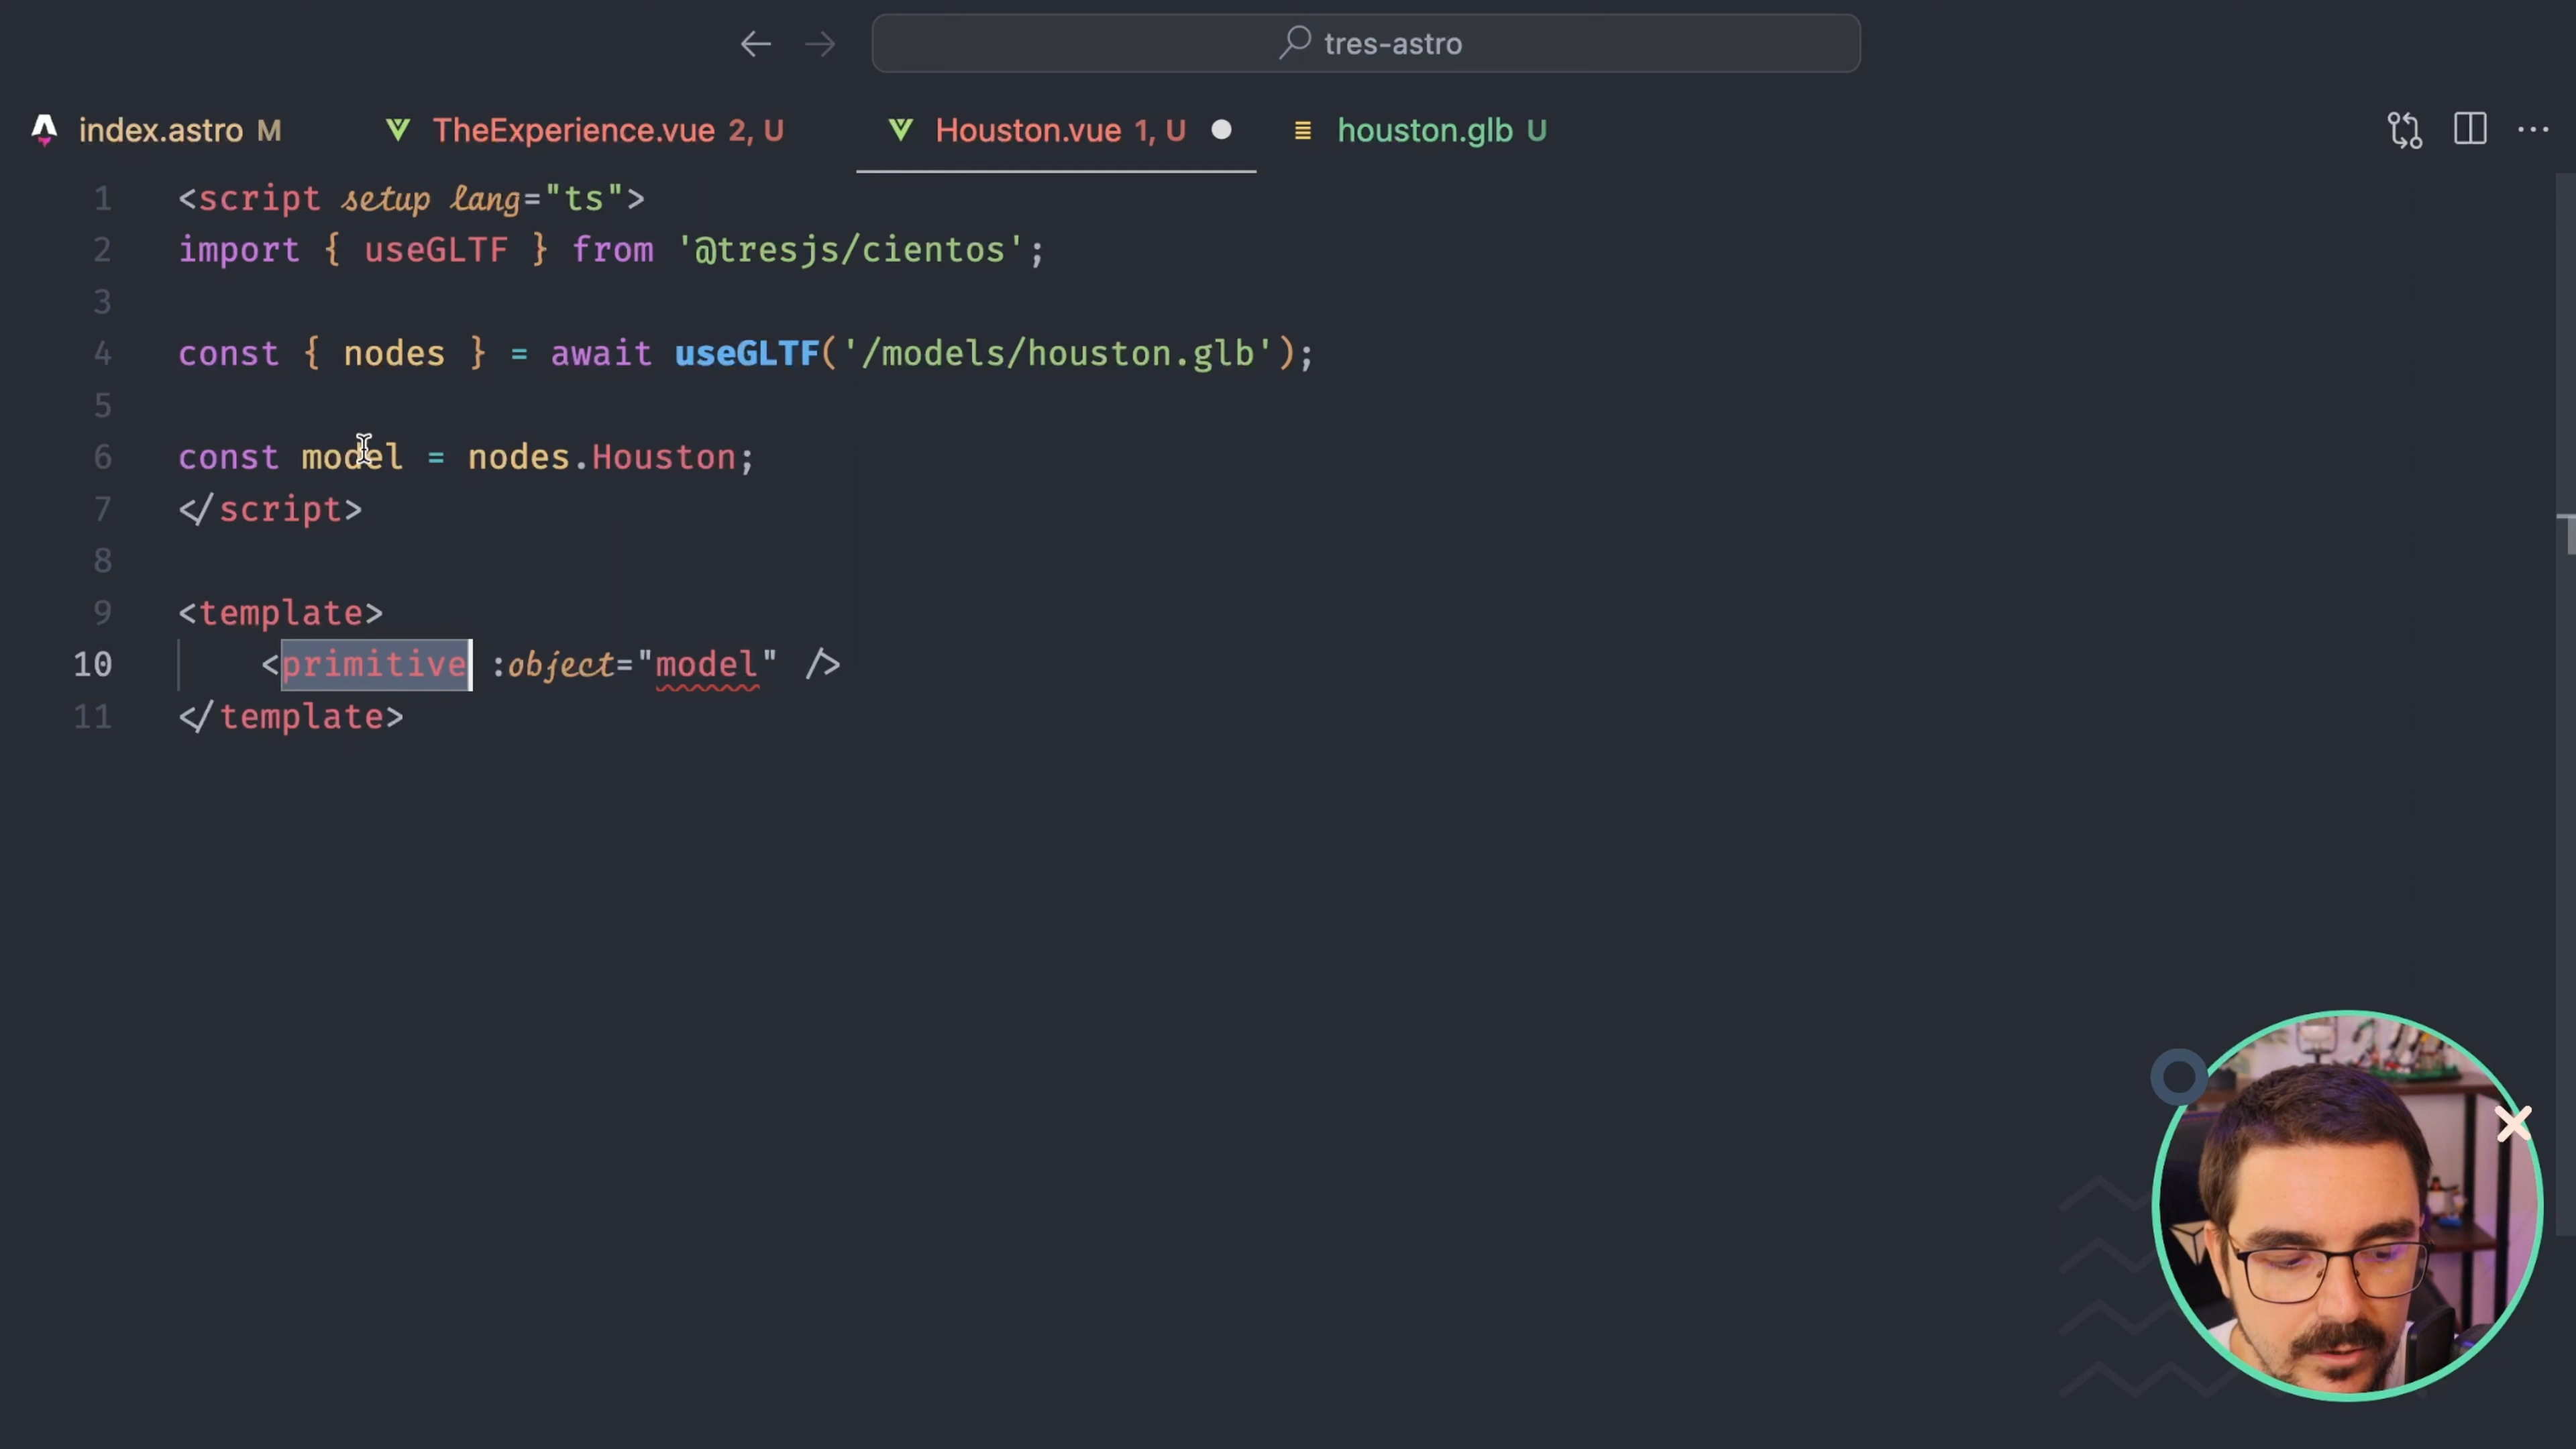 tres-astro
index.astro M
TheExperience.vue 2, U
Houston.vue 1, U
houston.glb U
1 <script setup lang="ts">
2 import { useGLTF } from '@tresjs/cientos';
3
4 const { nodes } = await useGLTF('/models/houston.glb');
5
6 const model = nodes.Houston;
7 </script>
8
9 <template>
10 <primitive :object="model" />
11 </template>